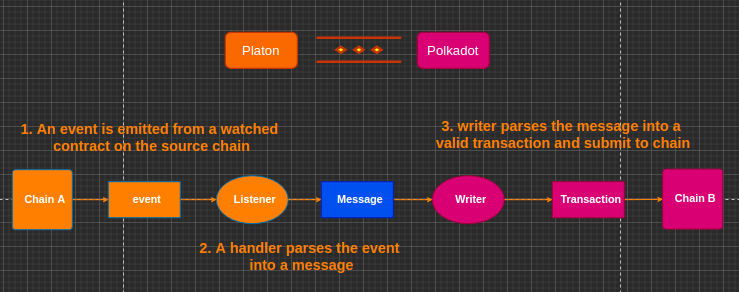 Platon
Polkadot
1. An event is emitted from a watched
contract on the source chain
3. writer parses the message into a
valid transaction and submit to chain
Chain A
event
Listener
Message
Writer
Transaction
Chain B
2. A handler parses the event
into a message